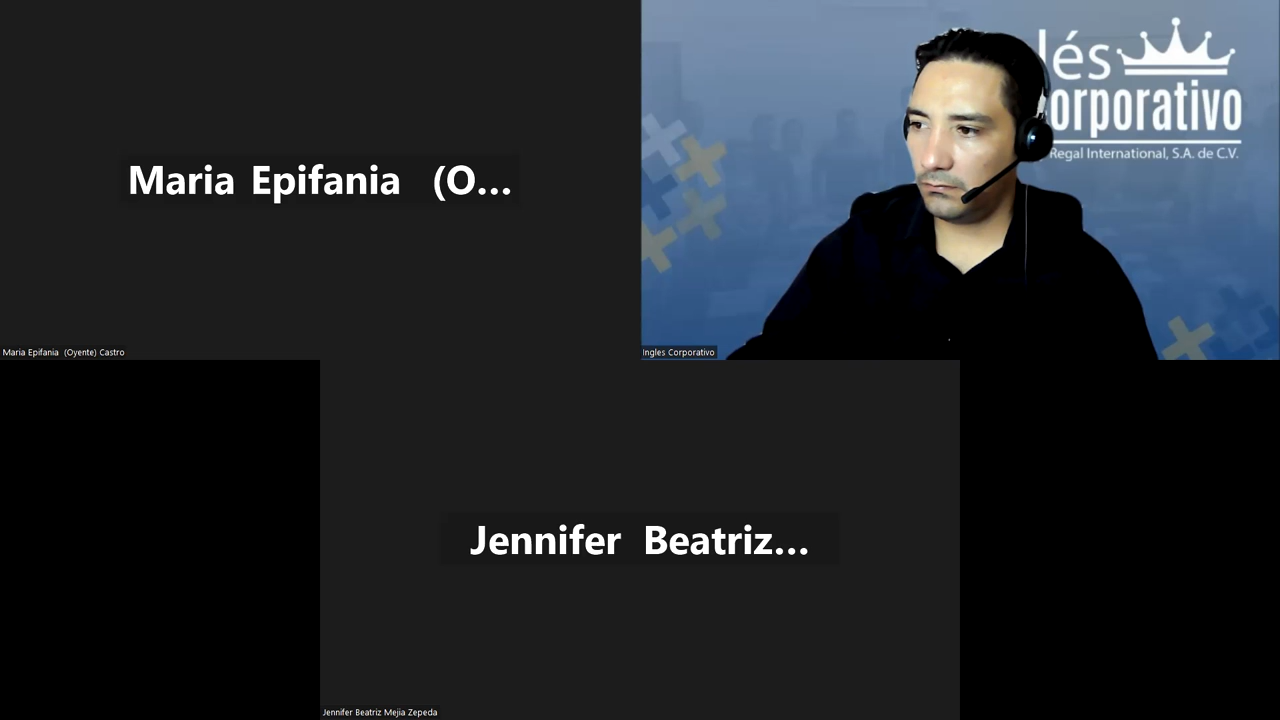 Maria Epifania (O...
Maria Epifania (Oyente) Castro
lés
orporativo
Regal International, S.A. de C.V.
Ingles Corporativo
Jennifer Beatriz...
Jennifer Beatriz Mejia Zepeda